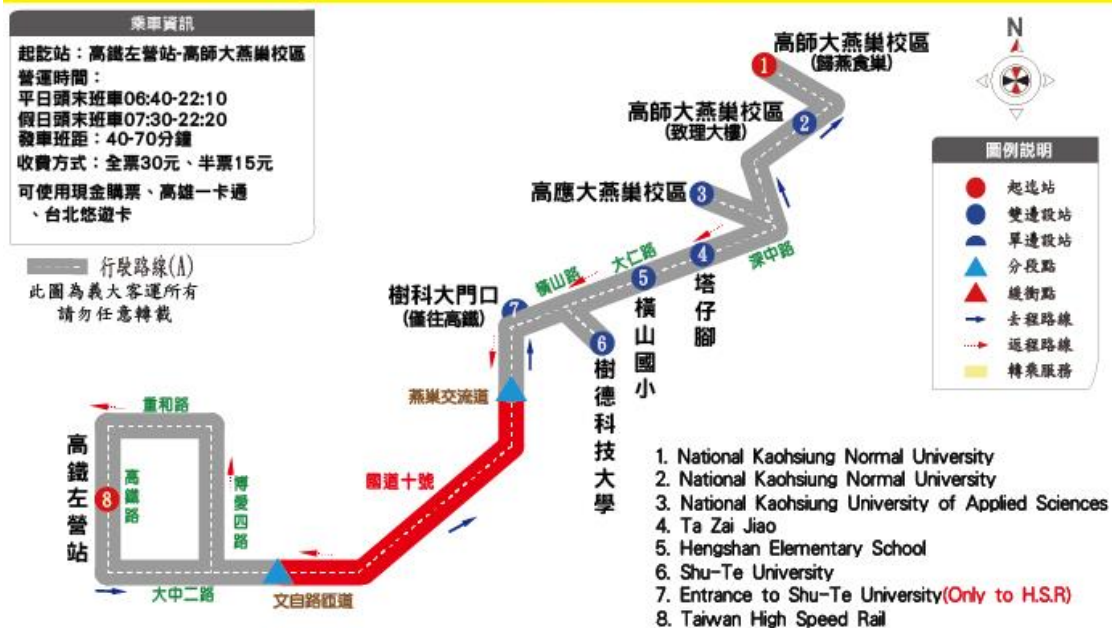 乘車資訊
起訖站：高鐵左營站-高師大燕巢校區
營運時間：
平日頭末班車06:40-22:10
假日頭末班車07:30-22:20
發車班距：40-70分鐘
收費方式：全票30元、半票15元
可使用現金購票、高雄一卡通
、台北悠遊卡
行駛路線(A)
此圖為義大客運所有
請勿任意轉載
N
圖例説明
起迄站
雙邊設站
單邊設站
分段點
緩衝點
去程路線
返程路線
轉乘服務
高師大燕巢校區
(歸燕食巢)
1
高師大燕巢校區
(致理大樓)
2
高應大燕巢校區
3
深中路
4
塔仔腳
大仁路
5
橫山國小
橫山路
6
樹德科技大學
樹科大門口
(僅往高鐵)
7
燕巢交流道
國道十號
文自路匝道
重和路
高鐵左營站
8
高鐵路
博愛四路
大中二路
1. National Kaohsiung Normal University
2. National Kaohsiung Normal University
3. National Kaohsiung University of Applied Sciences
4. Ta Zai Jiao
5. Hengshan Elementary School
6. Shu-Te University
7. Entrance to Shu-Te University(Only to H.S.R)
8. Taiwan High Speed Rail